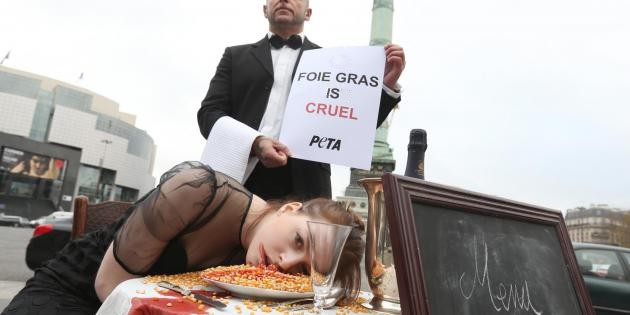 FOIE GRAS
IS
CRUEL
PeTA
Menu